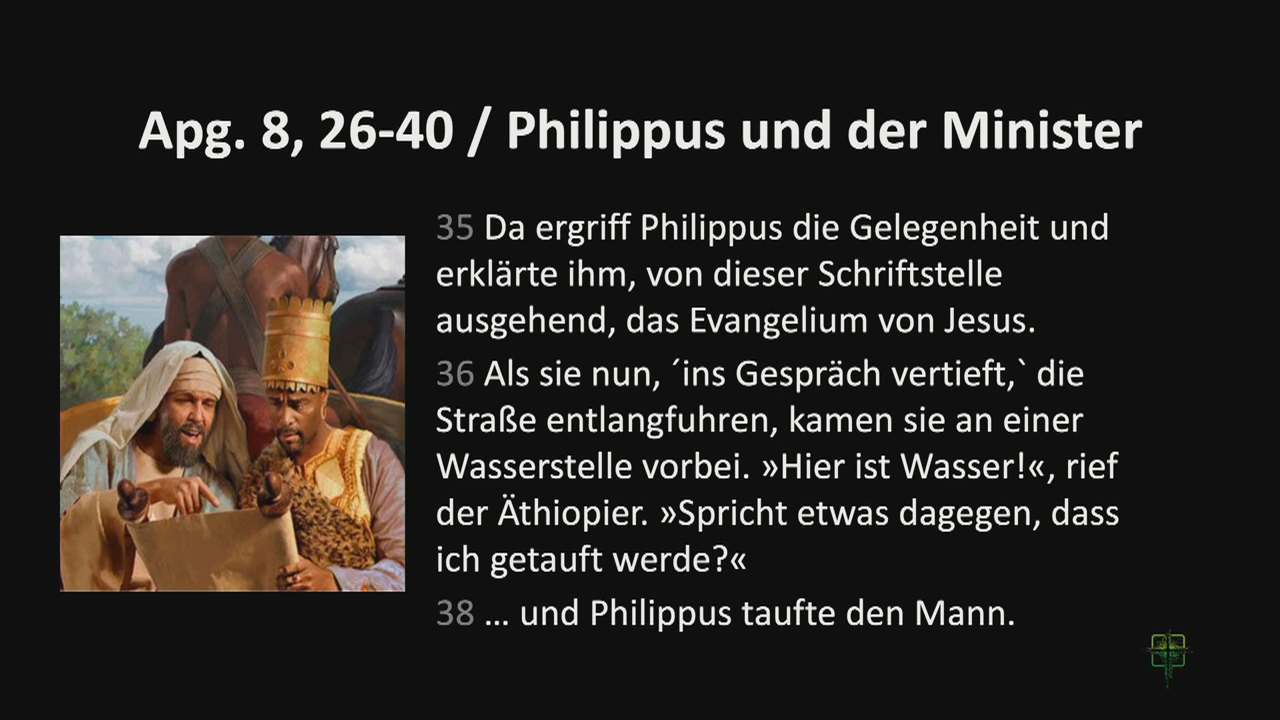 Apg. 8, 26-40 / Philippus und der Minister
35 Da ergriff Philippus die Gelegenheit und
erklärte ihm, von dieser Schriftstelle
ausgehend, das Evangelium von Jesus.
36 Als sie nun, ´ins Gespräch vertieft,` die
Straße entlangfuhren, kamen sie an einer
Wasserstelle vorbei. »Hier ist Wasser!«, rief
der Äthiopier. »Spricht etwas dagegen, dass
ich getauft werde?«
38 ... und Philippus taufte den Mann.